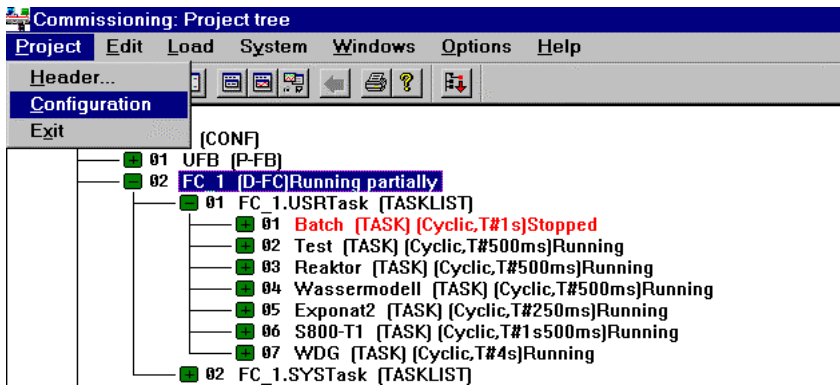 Commissioning: Project tree
Project Edit Load System Windows Options Help
Header...
Configuration
Exit
(CONF)
01 UFB (P-FB)
02 FC_1 (D-FC)Running partially
01 FC_1.USRTask (TASKLIST)
01 Batch (TASK) (Cyclic,T#1s)Stopped
02 Test (TASK) (Cyclic,T#500ms)Running
03 Reaktor (TASK) (Cyclic,T#500ms)Running
04 Wassermodell (TASK) (Cyclic,T#500ms)Running
05 Exponat2 (TASK) (Cyclic,T#250ms)Running
06 S800-T1 (TASK) (Cyclic,T#1s500ms)Running
07 WDG (TASK) (Cyclic,T#4s)Running
02 FC_1.SYSTask (TASKLIST)